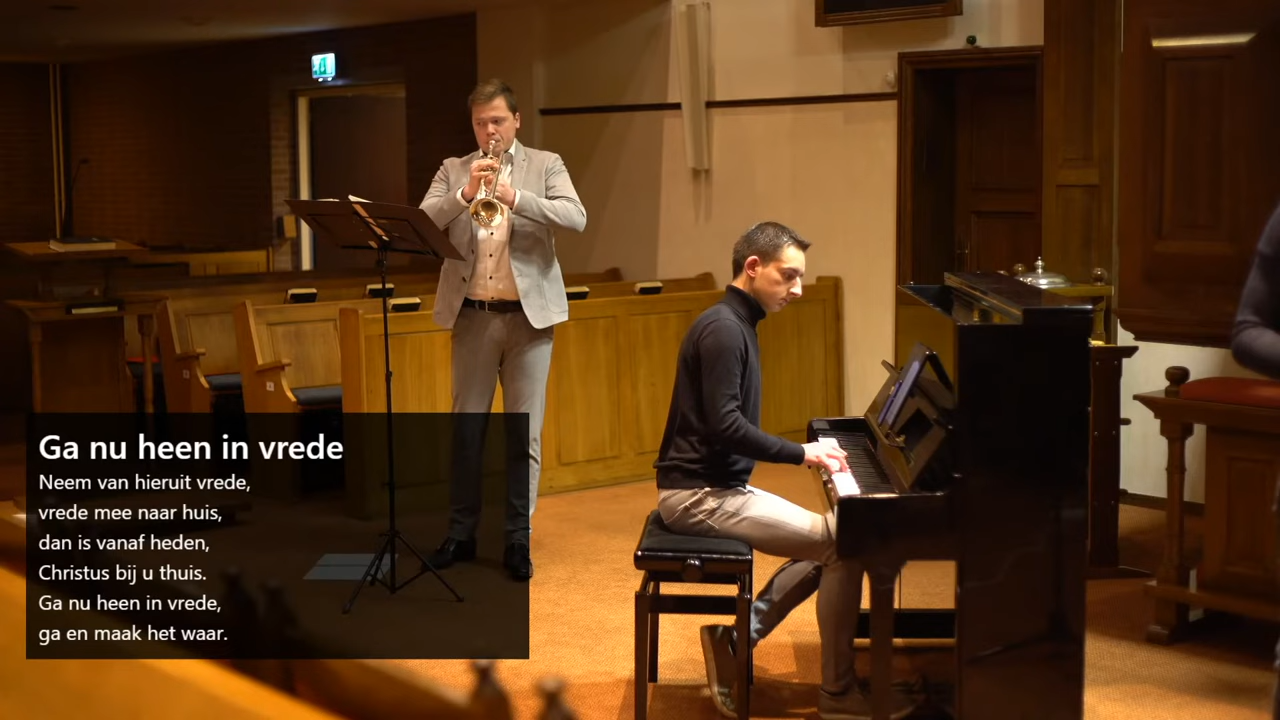 Ga nu heen in vrede
Neem van hieruit vrede,
vrede mee naar huis,
dan is vanaf heden,
Christus bij u thuis.
Ga nu heen in vrede,
ga en maak het waar.